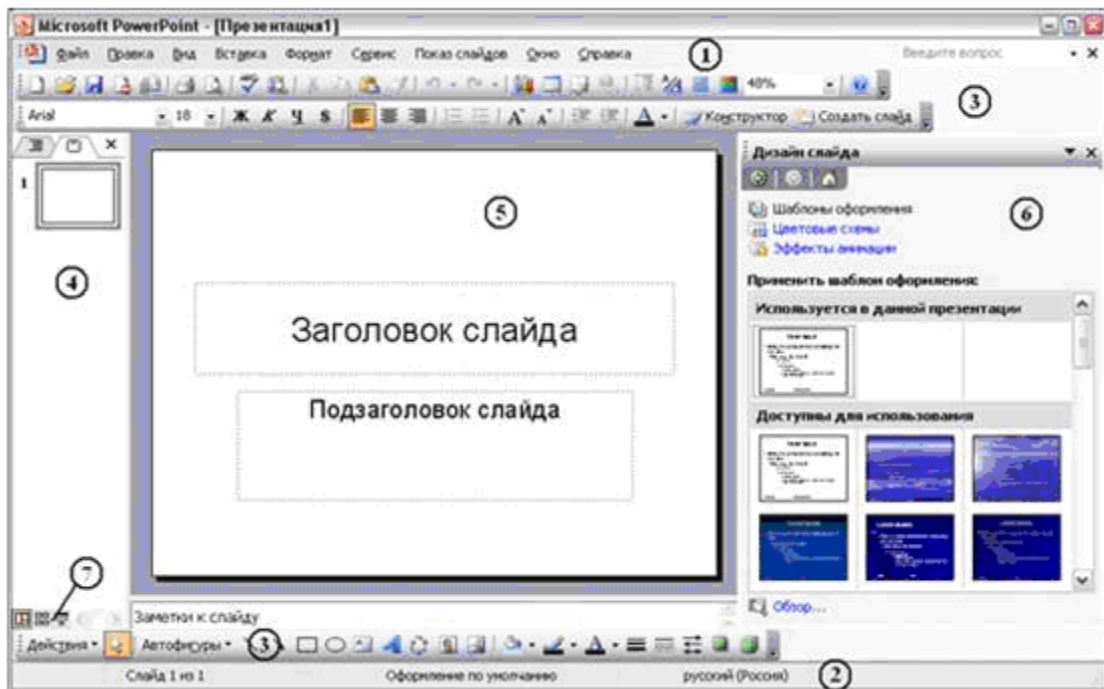 Microsoft PowerPoint - [Презентация1]
Файл Правка Вид Вставка Формат Сервис Показ слайдов Окно Справка 1 Введите вопрос
48%
3
Arial 18 Ж К Ч S A A A Конструктор Создать слайд
Дизайн слайда
1
5
6
Шаблоны оформления
Цветовые схемы
Эффекты анимации
4
Применить шаблон оформления:
Используется в данной презентации
Заголовок слайда
Подзаголовок слайда
Доступны для использования
7
Заметки к слайду
Обзор...
Действия Автофигуры 3
Слайд 1 из 1 Оформление по умолчанию русский (Россия) 2